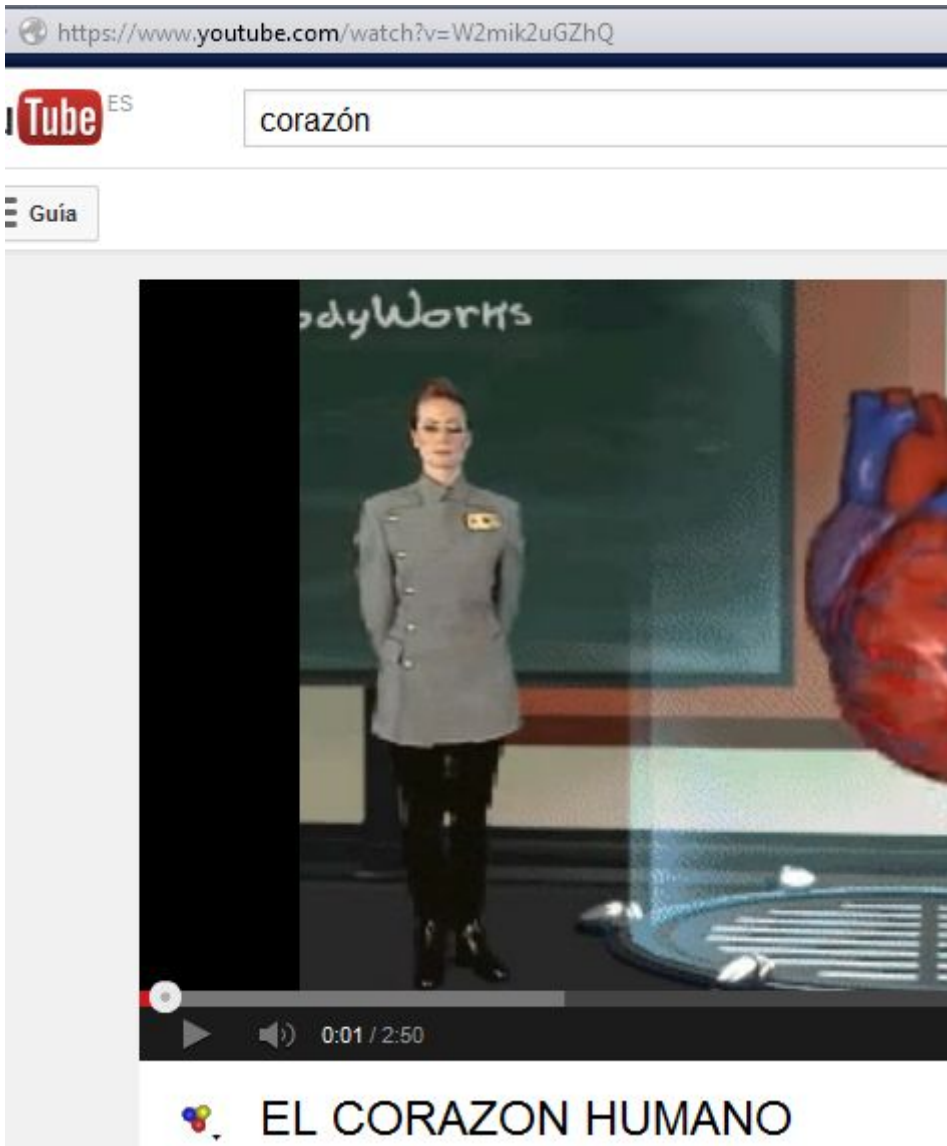 https://www.youtube.com/watch?v=W2mik2uGZhQ
Tube ES
corazón
Guía
odyWorks
0:01 / 2:50
EL CORAZON HUMANO